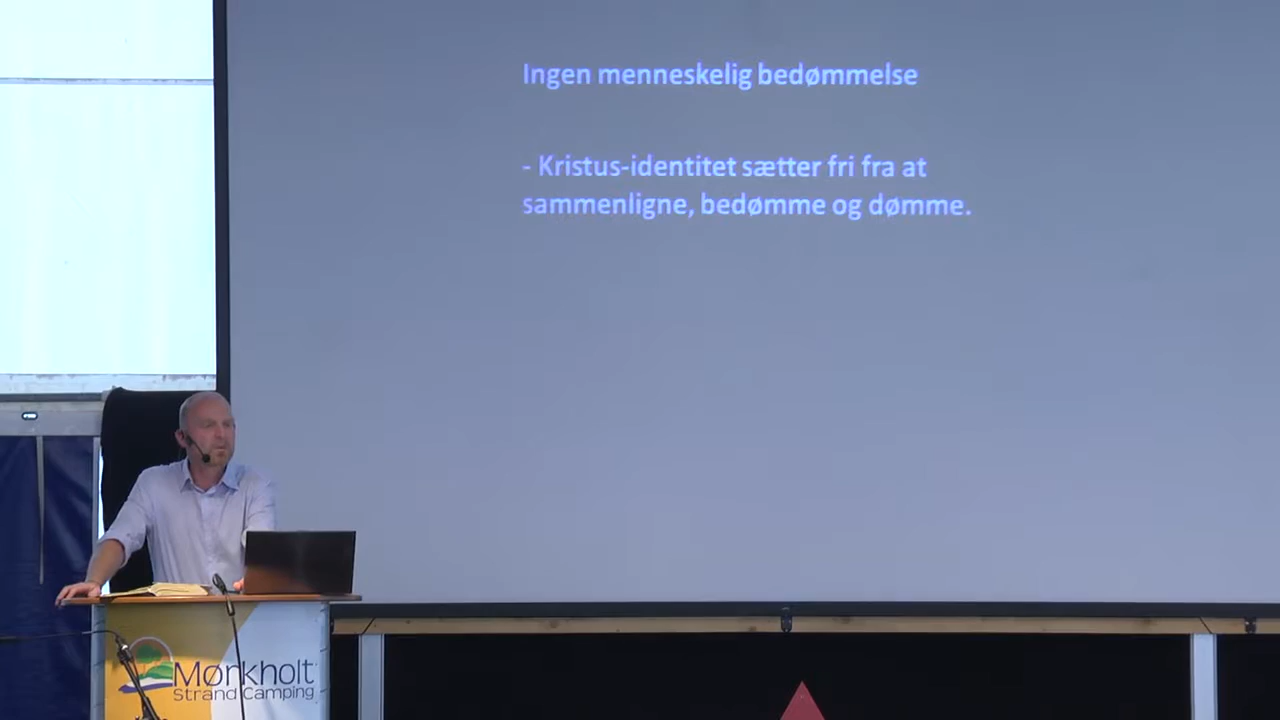 Ingen menneskelig bedømmelse
- Kristus-identitet sætter fri fra at
sammenligne, bedømme og dømme.
Mørkholt
Strand Camping